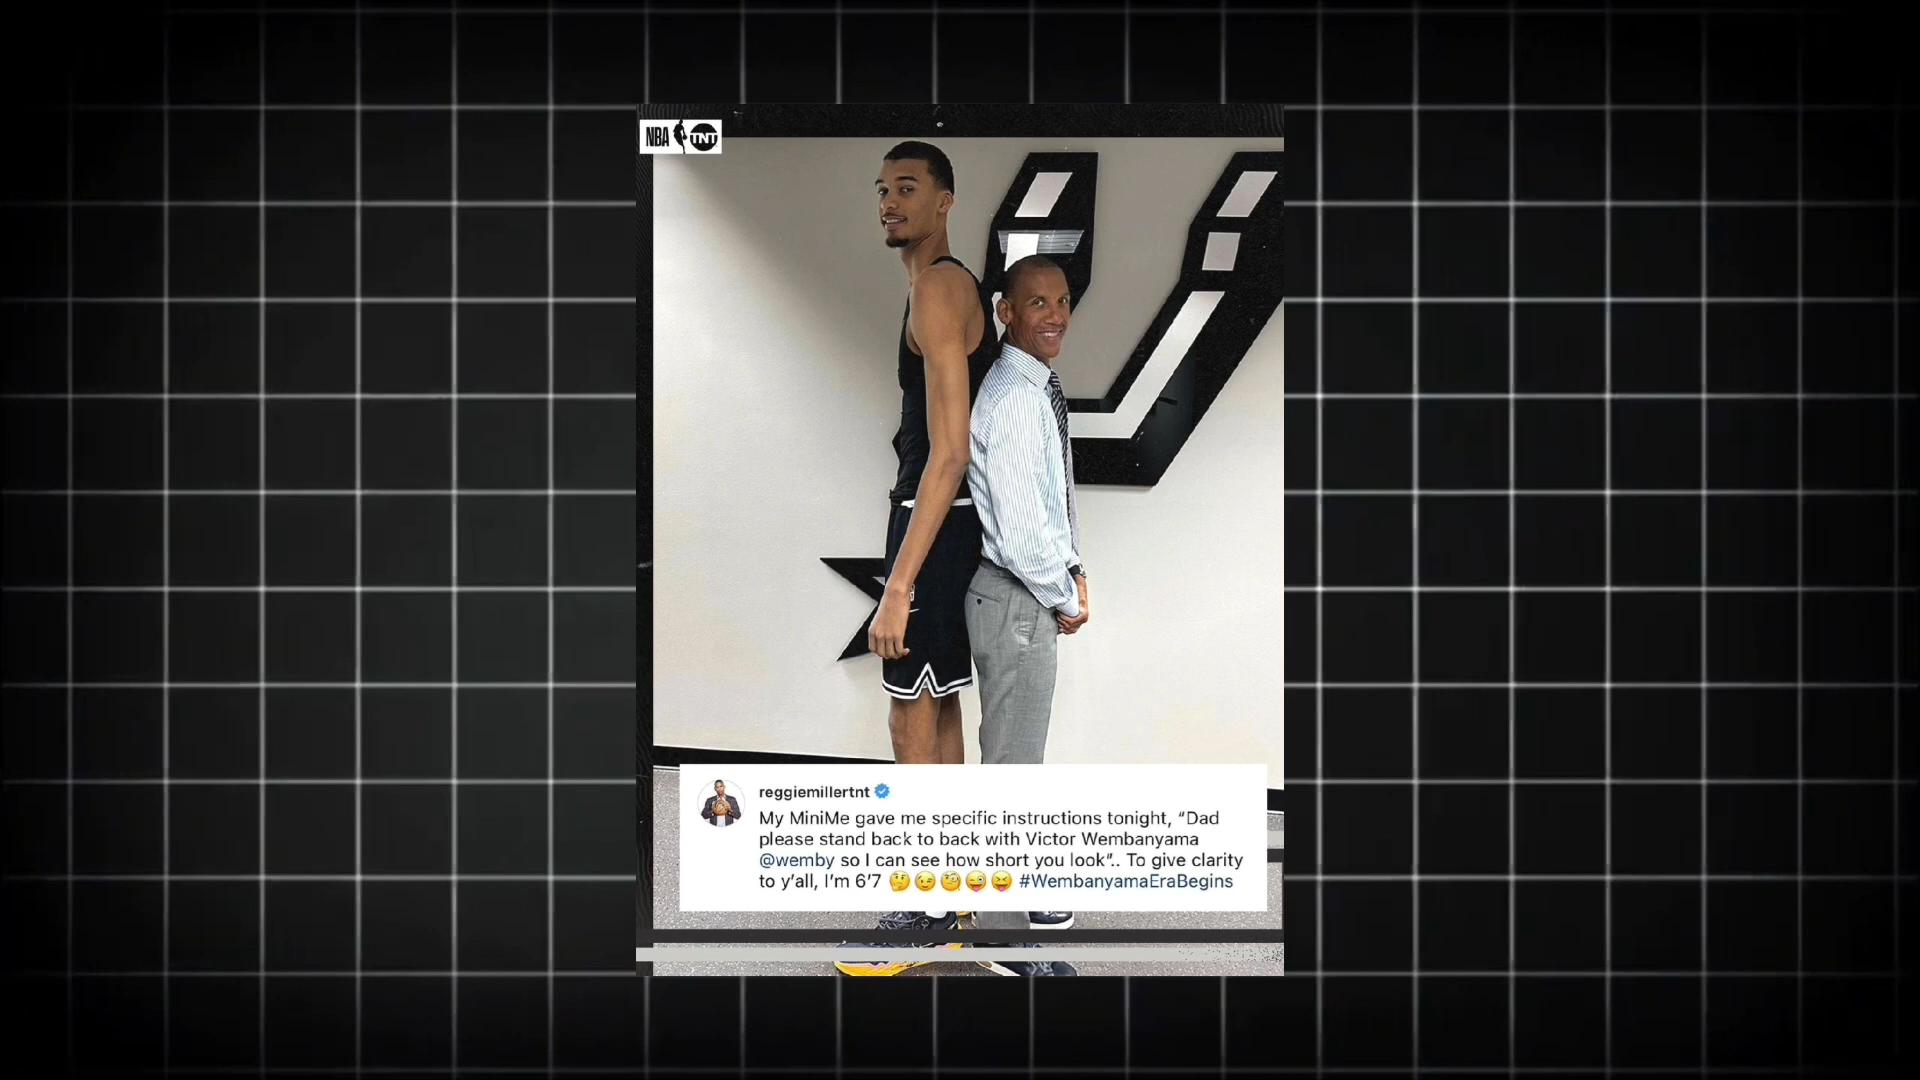 NBA TNT
reggiemillertnt
My MiniMe gave me specific instructions tonight, “Dad
please stand back to back with Victor Wembanyama
@wemby so I can see how short you look”.. To give clarity
to y’all, I’m 6’7 🤔😉🧐😜😝 #WembanyamaEraBegins